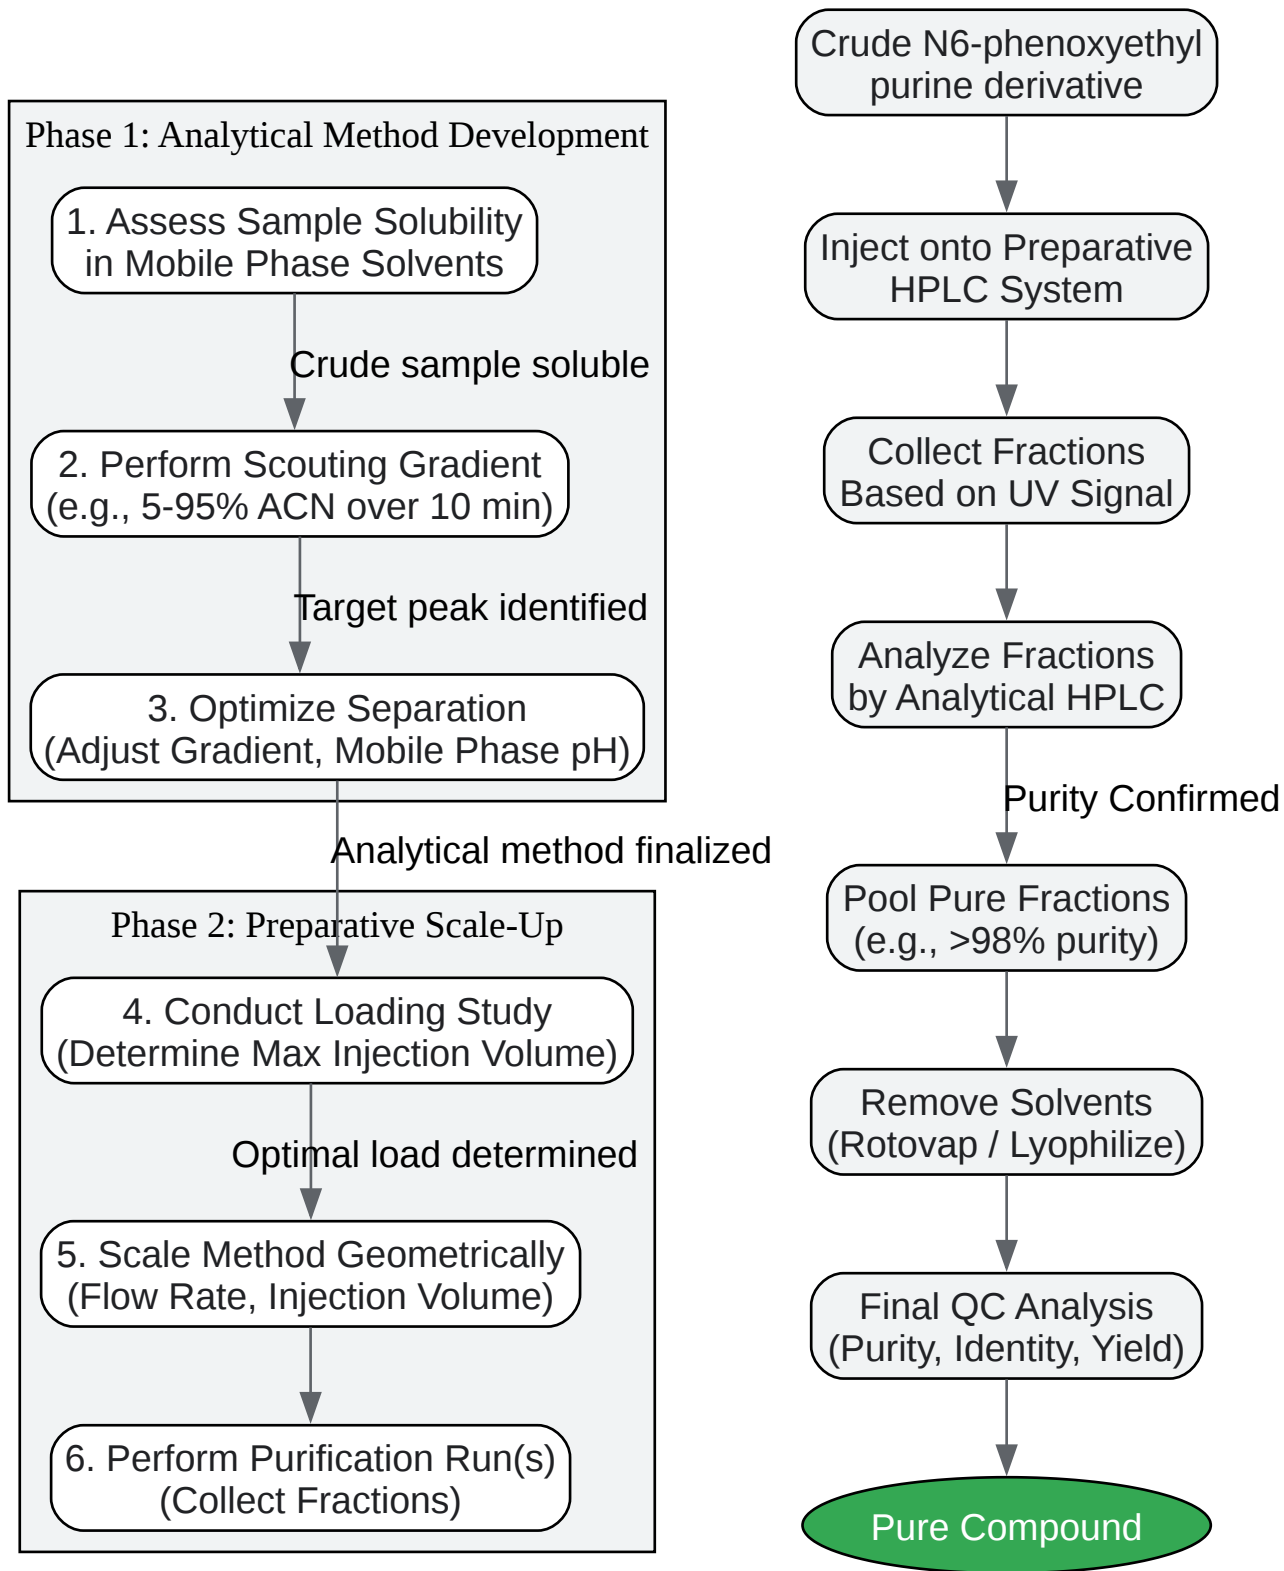 Phase 1: Analytical Method Development
1. Assess Sample Solubility
in Mobile Phase Solvents
Crude sample soluble
2. Perform Scouting Gradient
(e.g., 5-95% ACN over 10 min)
Target peak identified
3. Optimize Separation
(Adjust Gradient, Mobile Phase pH)
Analytical method finalized
Phase 2: Preparative Scale-Up
4. Conduct Loading Study
(Determine Max Injection Volume)
Optimal load determined
5. Scale Method Geometrically
(Flow Rate, Injection Volume)
6. Perform Purification Run(s)
(Collect Fractions)
Crude N6-phenoxyethyl
purine derivative
Inject onto Preparative
HPLC System
Collect Fractions
Based on UV Signal
Analyze Fractions
by Analytical HPLC
Purity Confirmed
Pool Pure Fractions
(e.g., >98% purity)
Remove Solvents
(Rotovap / Lyophilize)
Final QC Analysis
(Purity, Identity, Yield)
Pure Compound